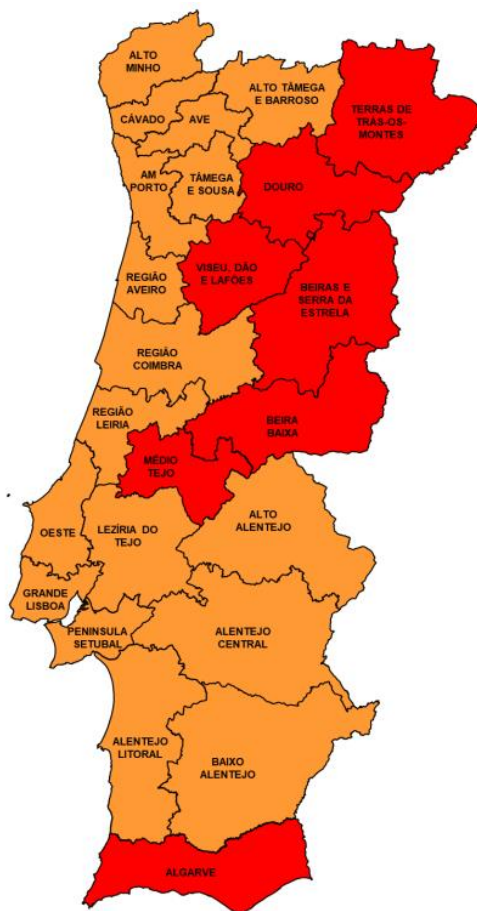 ALTO
MINHO
ALTO TÂMEGA
E BARROSO
TERRAS DE
TRÁS-OS-
MONTES
CÁVADO
AVE
AM
PORTO
TÂMEGA
E SOUSA
DOURO
VISEU, DÃO
E LAFÕES
REGIÃO
AVEIRO
BEIRAS E
SERRA DA
ESTRELA
REGIÃO
COIMBRA
REGIÃO
LEIRIA
BEIRA
BAIXA
MÉDIO
TEJO
ALTO
ALENTEJO
OESTE
LEZÍRIA DO
TEJO
GRANDE
LISBOA
PENINSULA
SETUBAL
ALENTEJO
CENTRAL
ALENTEJO
LITORAL
BAIXO
ALENTEJO
ALGARVE